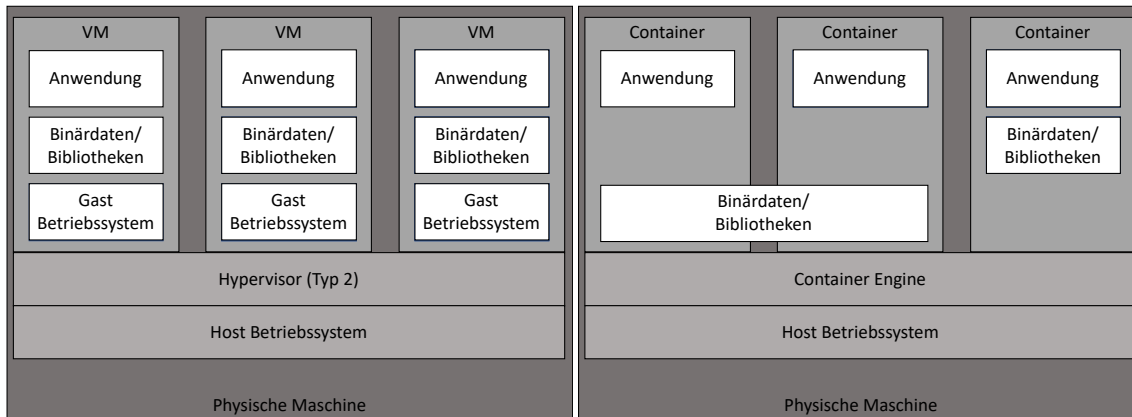 VM
VM
VM
Anwendung
Anwendung
Anwendung
Binärdaten/
Bibliotheken
Binärdaten/
Bibliotheken
Binärdaten/
Bibliotheken
Gast
Betriebssystem
Gast
Betriebssystem
Gast
Betriebssystem
Hypervisor (Typ 2)
Host Betriebssystem
Physische Maschine
Container
Container
Container
Anwendung
Anwendung
Anwendung
Binärdaten/
Bibliotheken
Binärdaten/
Bibliotheken
Container Engine
Host Betriebssystem
Physische Maschine